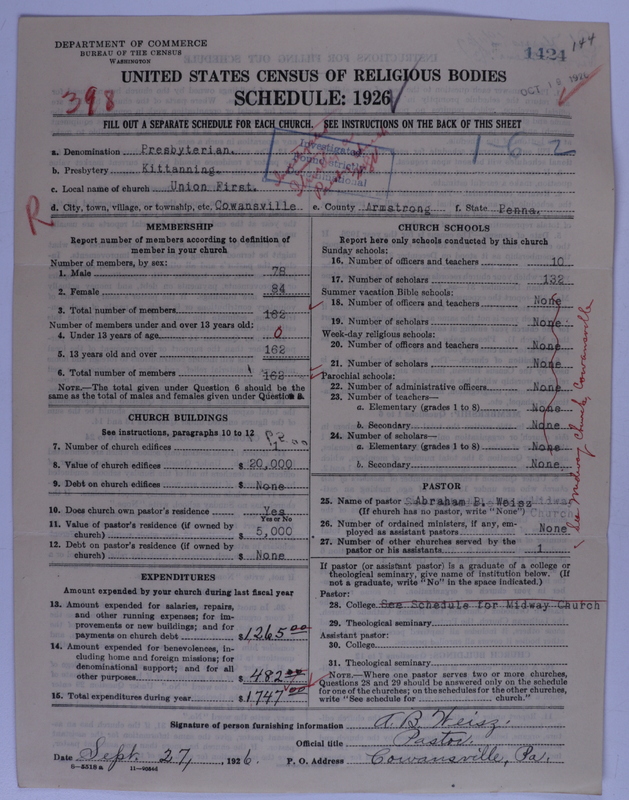 DEPARTMENT OF COMMERCE
BUREAU OF THE CENSUS
WASHINGTON
1424
144
OCT 18 1926
UNITED STATES CENSUS OF RELIGIOUS BODIES
398
SCHEDULE: 1926
FILL OUT A SEPARATE SCHEDULE FOR EACH CHURCH. SEE INSTRUCTIONS ON THE BACK OF THIS SHEET
a. Denomination Presbyterian.
Investigated
1-6-2
b. Presbytery Kittanning.
c. Local name of church Union First.
d. City, town, village, or township, etc. Cowansville e. County Armstrong f. State Penna.
R
MEMBERSHIP
Report number of members according to definition of
member in your church
Number of members, by sex:
1. Male 78
2. Female 84
3. Total number of members 162
Number of members under and over 13 years old:
4. Under 13 years of age 0
5. 13 years old and over 162
6. Total number of members 162
NOTE.—The total given under Question 6 should be the
same as the total of males and females given under Question 3.
CHURCH BUILDINGS
See instructions, paragraphs 10 to 12
7. Number of church edifices 1
8. Value of church edifices $ 20,000
9. Debt on church edifices $ None
10. Does church own pastor's residence Yes
Yes or No
11. Value of pastor's residence (if owned by
church) $ 5,000
12. Debt on pastor's residence (if owned by
church) $ None
EXPENDITURES
Amount expended by your church during last fiscal year
13. Amount expended for salaries, repairs,
and other running expenses; for im-
provements or new buildings; and for
payments on church debt $1265.00
14. Amount expended for benevolences, in-
cluding home and foreign missions; for
denominational support; and for all
other purposes $ 482.00
15. Total expenditures during year $ 1747.00
CHURCH SCHOOLS
Report here only schools conducted by this church
Sunday schools:
16. Number of officers and teachers 10
17. Number of scholars 132
Summer vacation Bible schools:
18. Number of officers and teachers None
19. Number of scholars None
Week-day religious schools:
20. Number of officers and teachers None
21. Number of scholars None
Parochial schools:
22. Number of administrative officers None
23. Number of teachers—
a. Elementary (grades 1 to 8) None
b. Secondary None
24. Number of scholars—
a. Elementary (grades 1 to 8) None
b. Secondary None
See Midway Church, Cowansville
PASTOR
25. Name of pastor Abraham B. Weisz
(If church has no pastor, write "None")
26. Number of ordained ministers, if any, em-
ployed as assistant pastors None
27. Number of other churches served by the
pastor or his assistants 1
If pastor (or assistant pastor) is a graduate of a college or
theological seminary, give name of institution below. (If
not a graduate, write "No" in the space indicated.)
Pastor:
28. College See Schedule for Midway Church
29. Theological seminary
Assistant pastor:
30. College
31. Theological seminary
NOTE.—Where one pastor serves two or more churches,
Questions 28 and 29 should be answered only on the schedule
for one of the churches; on the schedules for the other churches,
write "See schedule for church."
Signature of person furnishing information A. B. Weisz.
Official title Pastor.
Date Sept. 27, 1926. P. O. Address Cowansville, Pa.
8—5518 a